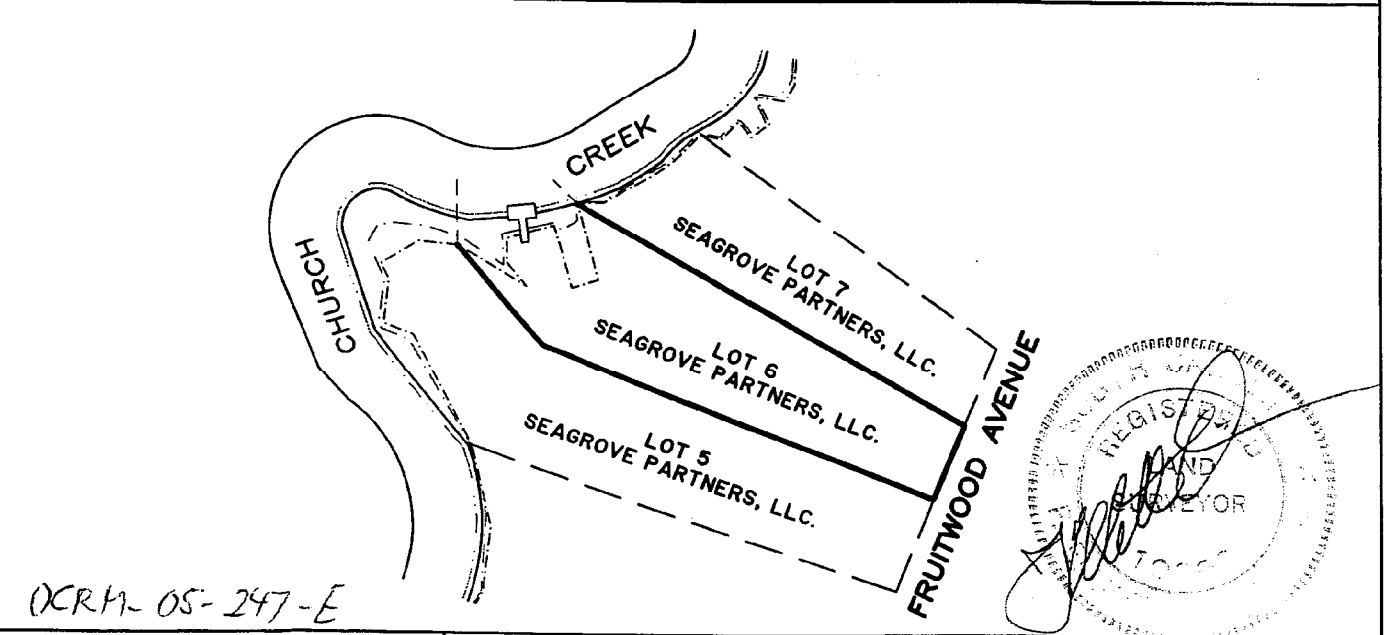 CREEK
CHURCH
LOT 7
SEAGROVE PARTNERS, LLC.
LOT 6
SEAGROVE PARTNERS, LLC.
LOT 5
SEAGROVE PARTNERS, LLC.
FRUITWOOD AVENUE
REGISTERED
SURVEYOR
OCRM-05-247-E